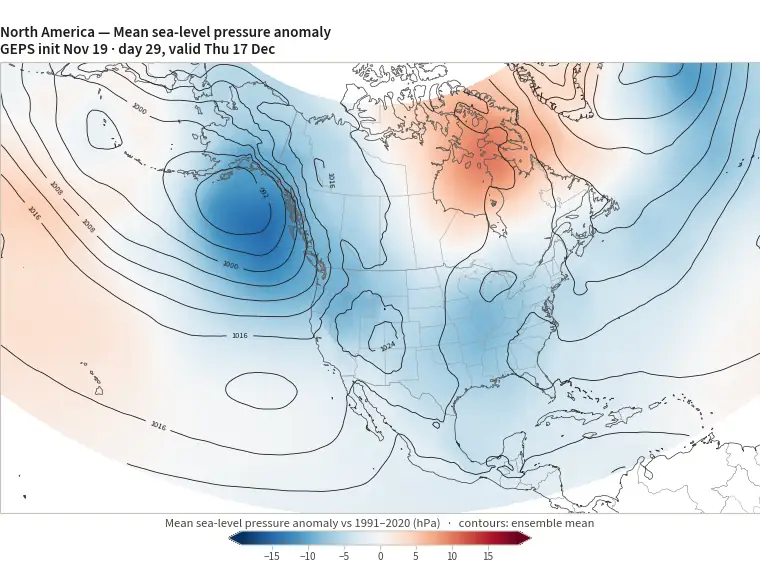 North America — Mean sea-level pressure anomaly
GEPS init Nov 19 · day 29, valid Thu 17 Dec
1000
1008
1016
1008
1016
992
1000
1016
1024
1016
Mean sea-level pressure anomaly vs 1991–2020 (hPa) · contours: ensemble mean
−15 −10 −5 0 5 10 15